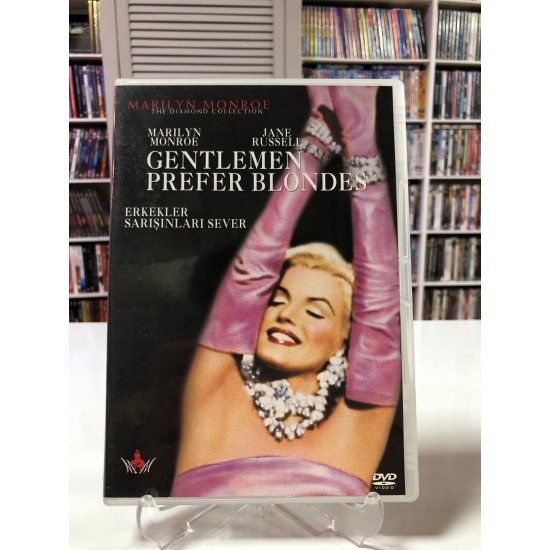 MARILYN MONROE
THE DIAMOND COLLECTION
MARILYN MONROE
JANE RUSSELL
GENTLEMEN
PREFER BLONDES
ERKEKLER
SARIŞINLARI SEVER
DVD
VIDEO